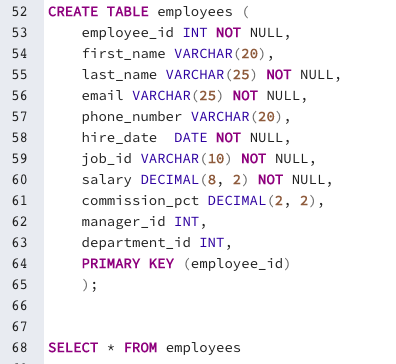 52 CREATE TABLE employees (
53     employee_id INT NOT NULL,
54     first_name VARCHAR(20),
55     last_name VARCHAR(25) NOT NULL,
56     email VARCHAR(25) NOT NULL,
57     phone_number VARCHAR(20),
58     hire_date  DATE NOT NULL,
59     job_id VARCHAR(10) NOT NULL,
60     salary DECIMAL(8, 2) NOT NULL,
61     commission_pct DECIMAL(2, 2),
62     manager_id INT,
63     department_id INT,
64     PRIMARY KEY (employee_id)
65     );
66
67
68 SELECT * FROM employees